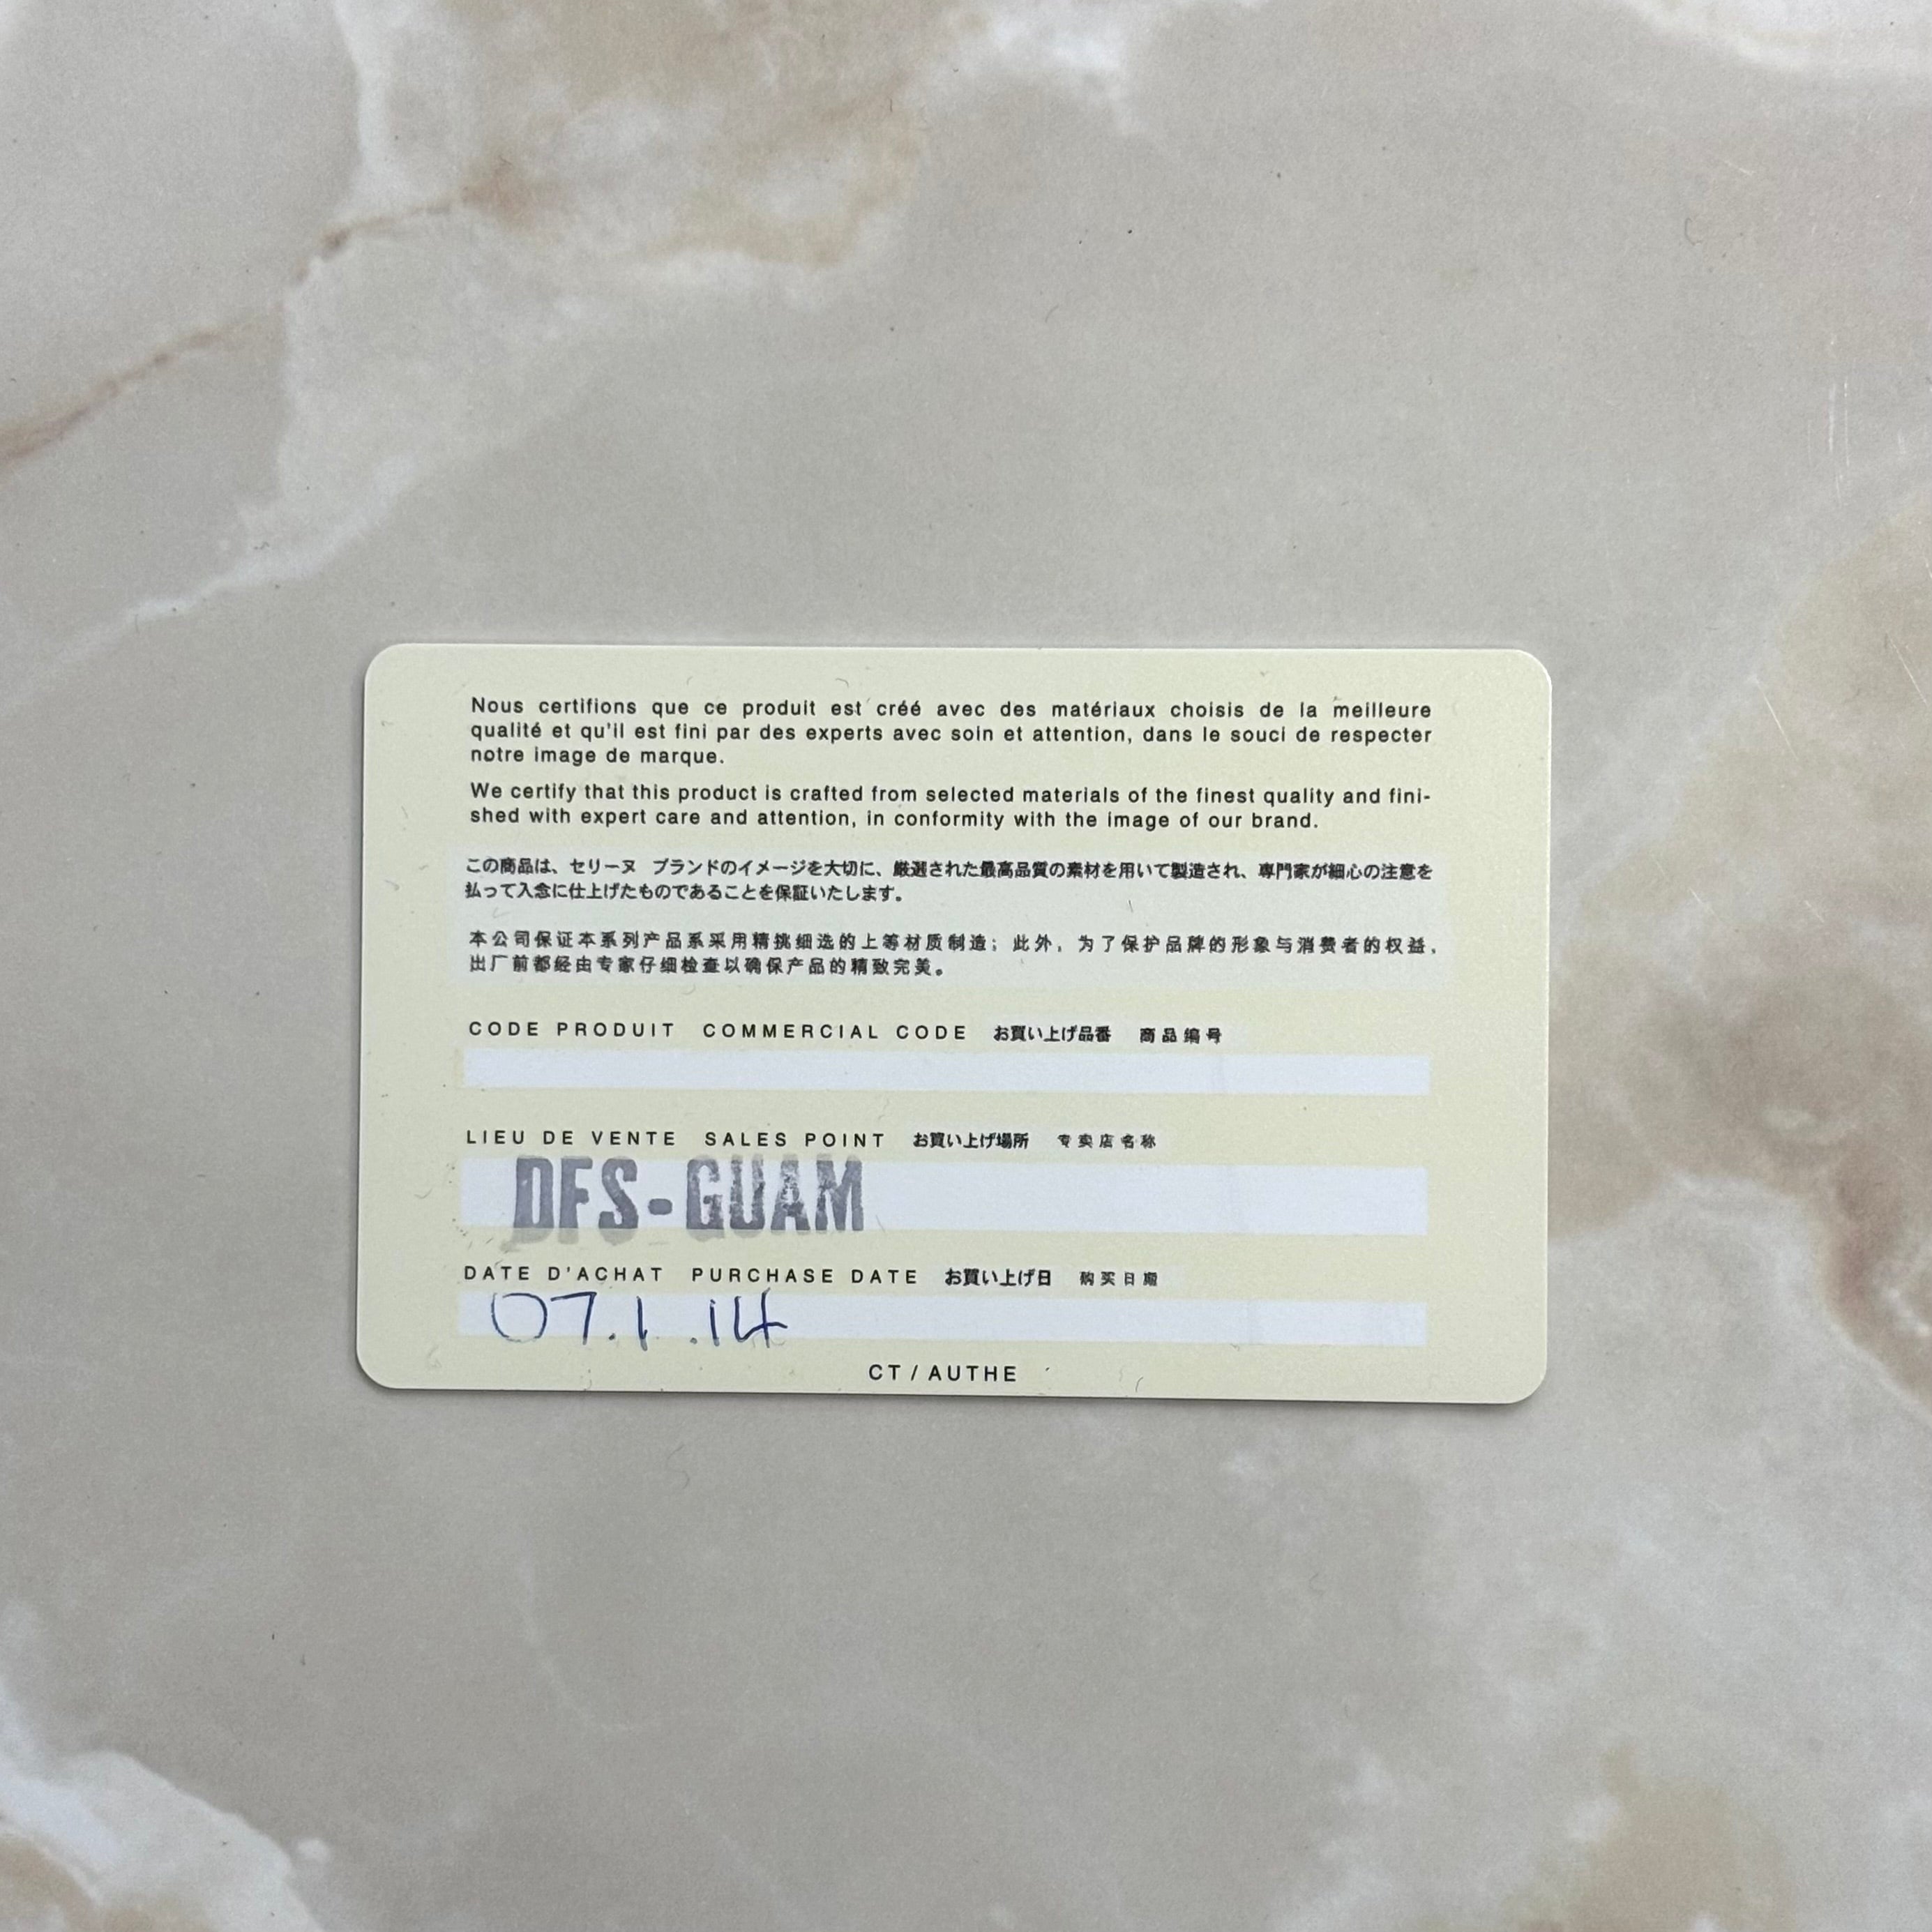 Nous certifions que ce produit est créé avec des matériaux choisis de la meilleure
qualité et qu'il est fini par des experts avec soin et attention, dans le souci de respecter
notre image de marque.
We certify that this product is crafted from selected materials of the finest quality and fini-
shed with expert care and attention, in conformity with the image of our brand.
この商品は、セリーヌ ブランドのイメージを大切に、厳選された最高品質の素材を用いて製造され、専門家が細心の注意を
払って入念に仕上げたものであることを保証いたします。
本公司保证本系列产品系采用精挑细选的上等材质制造；此外，为了保护品牌的形象与消费者的权益，
出厂前都经由专家仔细检查以确保产品的精致完美。
CODE PRODUIT COMMERCIAL CODE お買い上げ品番 商品编号
LIEU DE VENTE SALES POINT お買い上げ場所 专卖店名称
DFS-GUAM
DATE D'ACHAT PURCHASE DATE お買い上げ日 购买日期
07.1.14
CT / AUTHE